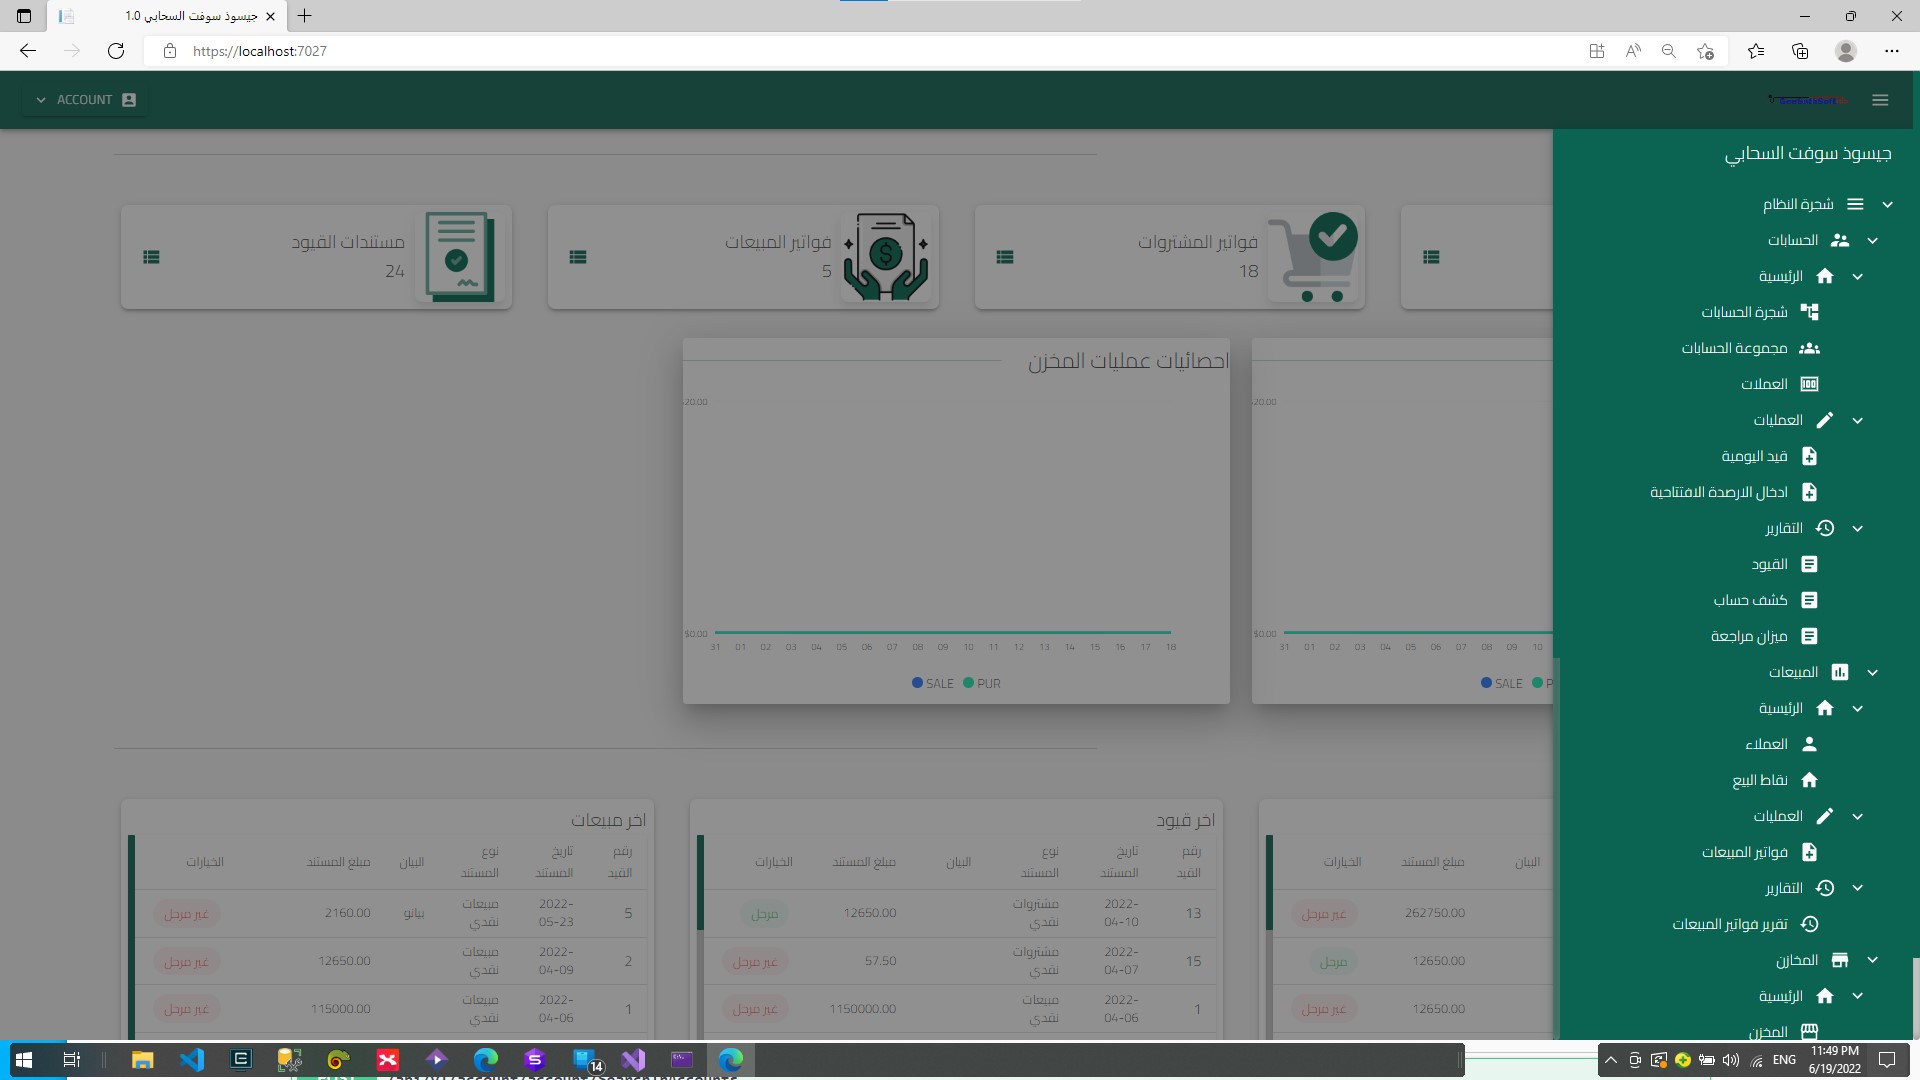 جيسوذ سوفت السحابي 1.0
https://localhost:7027
ACCOUNT
جيسوذ سوفت السحابي
شجرة النظام
الحسابات
الرئيسية
شجرة الحسابات
مجموعة الحسابات
العملات
العمليات
قيد اليومية
ادخال الارصدة الافتتاحية
التقارير
القيود
كشف حساب
ميزان مراجعة
المبيعات
الرئيسية
العملاء
نقاط البيع
العمليات
فواتير المبيعات
التقارير
تقرير فواتير المبيعات
المخازن
الرئيسية
المخزن
فواتير المشتروات
18
فواتير المبيعات
5
مستندات القيود
24
$20.00
$0.00
31 01 02 03 04 05 06 07 08 09 10
SALE
احصائيات عمليات المخزن
$20.00
$0.00
31 01 02 03 04 05 06 07 08 09 10 11 12 13 14 15 16 17 18
SALE PUR
البيان مبلغ المستند الخيارات
262750.00 غير مرحل
12650.00 مرحل
12650.00 غير مرحل
اخر قيود
رقم القيد تاريخ المستند نوع المستند البيان مبلغ المستند الخيارات
13 2022-04-10 مشتروات نقدي 12650.00 مرحل
15 2022-04-07 مشتروات نقدي 57.50 غير مرحل
1 2022-04-06 مبيعات نقدي 1150000.00 غير مرحل
اخر مبيعات
رقم القيد تاريخ المستند نوع المستند البيان مبلغ المستند الخيارات
5 2022-05-23 مبيعات نقدي بيانو 2160.00 غير مرحل
2 2022-04-09 مبيعات نقدي 12650.00 غير مرحل
1 2022-04-06 مبيعات نقدي 115000.00 غير مرحل
14
ENG
11:49 PM
6/19/2022